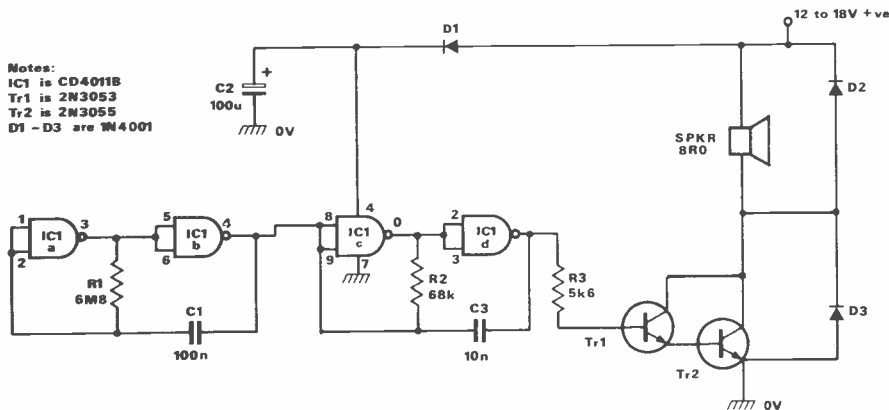 12 to 18V +ve
D1
Notes:
IC1 is CD4011B
Tr1 is 2N3053
Tr2 is 2N3055
D1 - D3 are 1N4001
+
C2
100u
0V
D2
SPKR
8R0
1
2
IC1
a
3
5
6
IC1
b
4
8
9
4
IC1
c
7
0
2
3
IC1
d
R1
6M8
C1
100n
R2
68k
C3
10n
R3
5k6
D3
Tr1
Tr2
0V